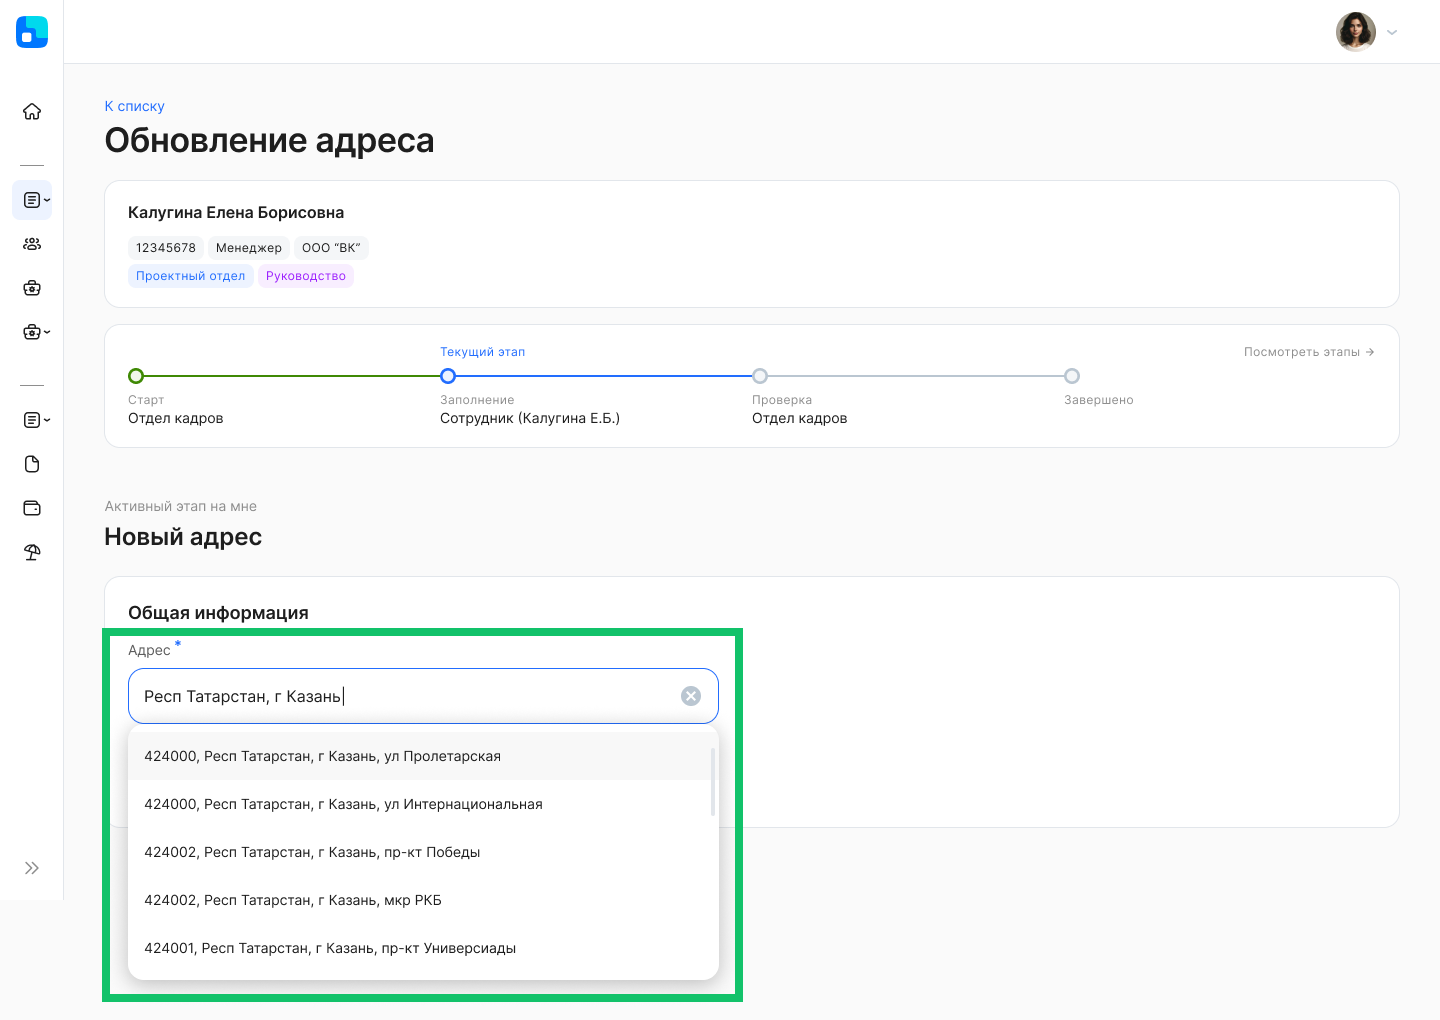 К списку
Обновление адреса
Калугина Елена Борисовна
12345678 Менеджер ООО “ВК”
Проектный отдел Руководство
Текущий этап Посмотреть этапы →
Старт Заполнение Проверка Завершено
Отдел кадров Сотрудник (Калугина Е.Б.) Отдел кадров
Активный этап на мне
Новый адрес
Общая информация
Адрес *
Респ Татарстан, г Казань
424000, Респ Татарстан, г Казань, ул Пролетарская
424000, Респ Татарстан, г Казань, ул Интернациональная
424002, Респ Татарстан, г Казань, пр-кт Победы
424002, Респ Татарстан, г Казань, мкр РКБ
424001, Респ Татарстан, г Казань, пр-кт Универсиады